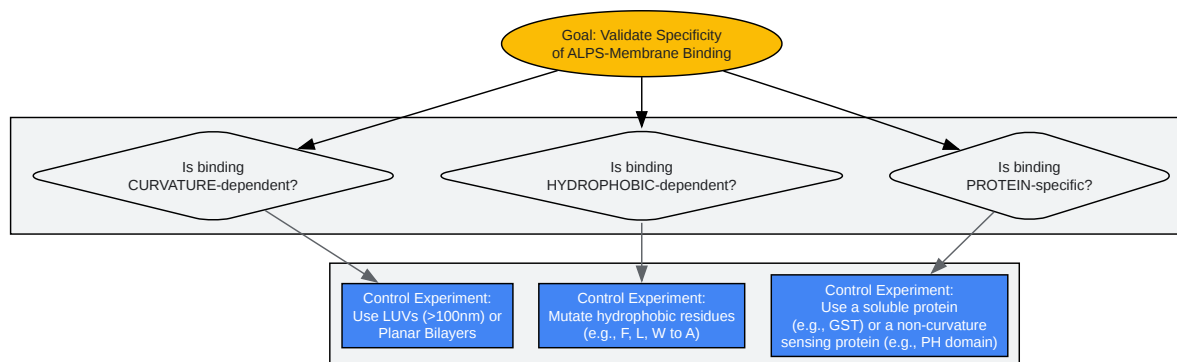 Goal: Validate Specificity
of ALPS-Membrane Binding
Is binding
CURVATURE-dependent?
Is binding
HYDROPHOBIC-dependent?
Is binding
PROTEIN-specific?
Control Experiment:
Use LUVs (>100nm) or
Planar Bilayers
Control Experiment:
Mutate hydrophobic residues
(e.g., F, L, W to A)
Control Experiment:
Use a soluble protein
(e.g., GST) or a non-curvature
sensing protein (e.g., PH domain)